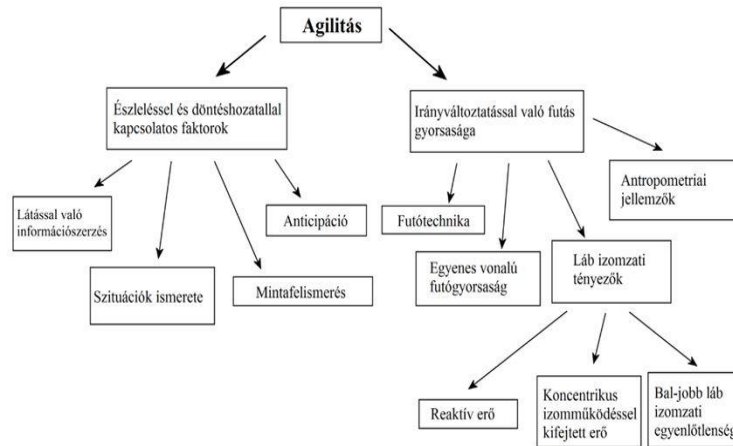 Agilitás
Észleléssel és döntéshozatallal
kapcsolatos faktorok
Irányváltoztatással való futás
gyorsasága
Látással való
információszerzés
Szituációk ismerete
Mintafelismerés
Anticipáció
Futótechnika
Egyenes vonalú
futógyorsaság
Láb izomzati
tényezők
Antropometriai
jellemzők
Reaktív erő
Koncentrikus
izomműködéssel
kifejtett erő
Bal-jobb láb
izomzati
egyenlőtlenség